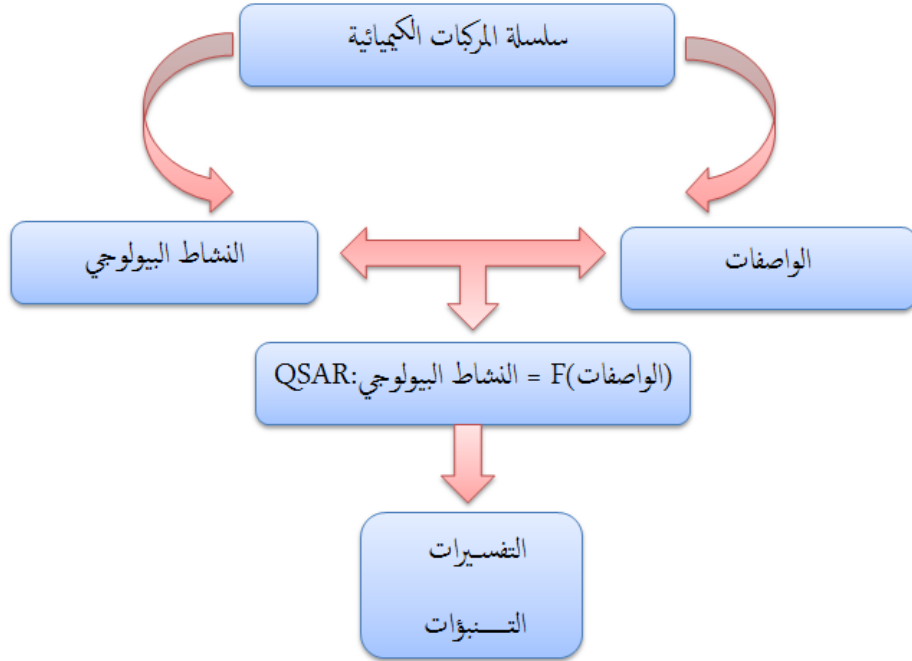 سلسلة المركبات الكيميائية
الواصفات
النشاط البيولوجي
QSAR:النشاط البيولوجي = F(الواصفات)
التفسيرات
التنبؤات